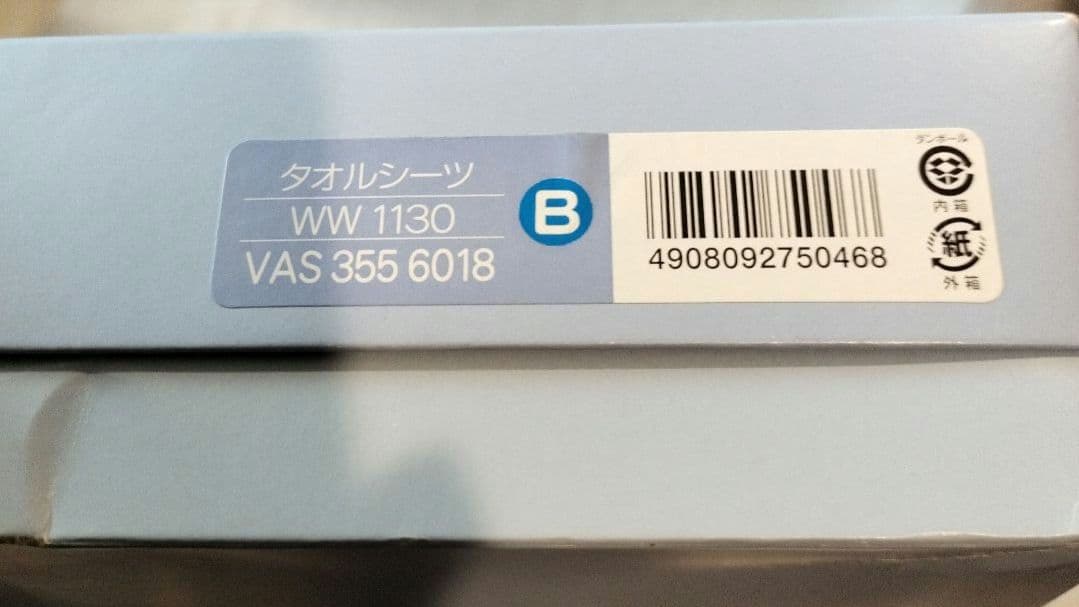 タオルシーツ
WW 1130
VAS 355 6018
B
4908092750468
ダンボール
内箱
紙
外箱